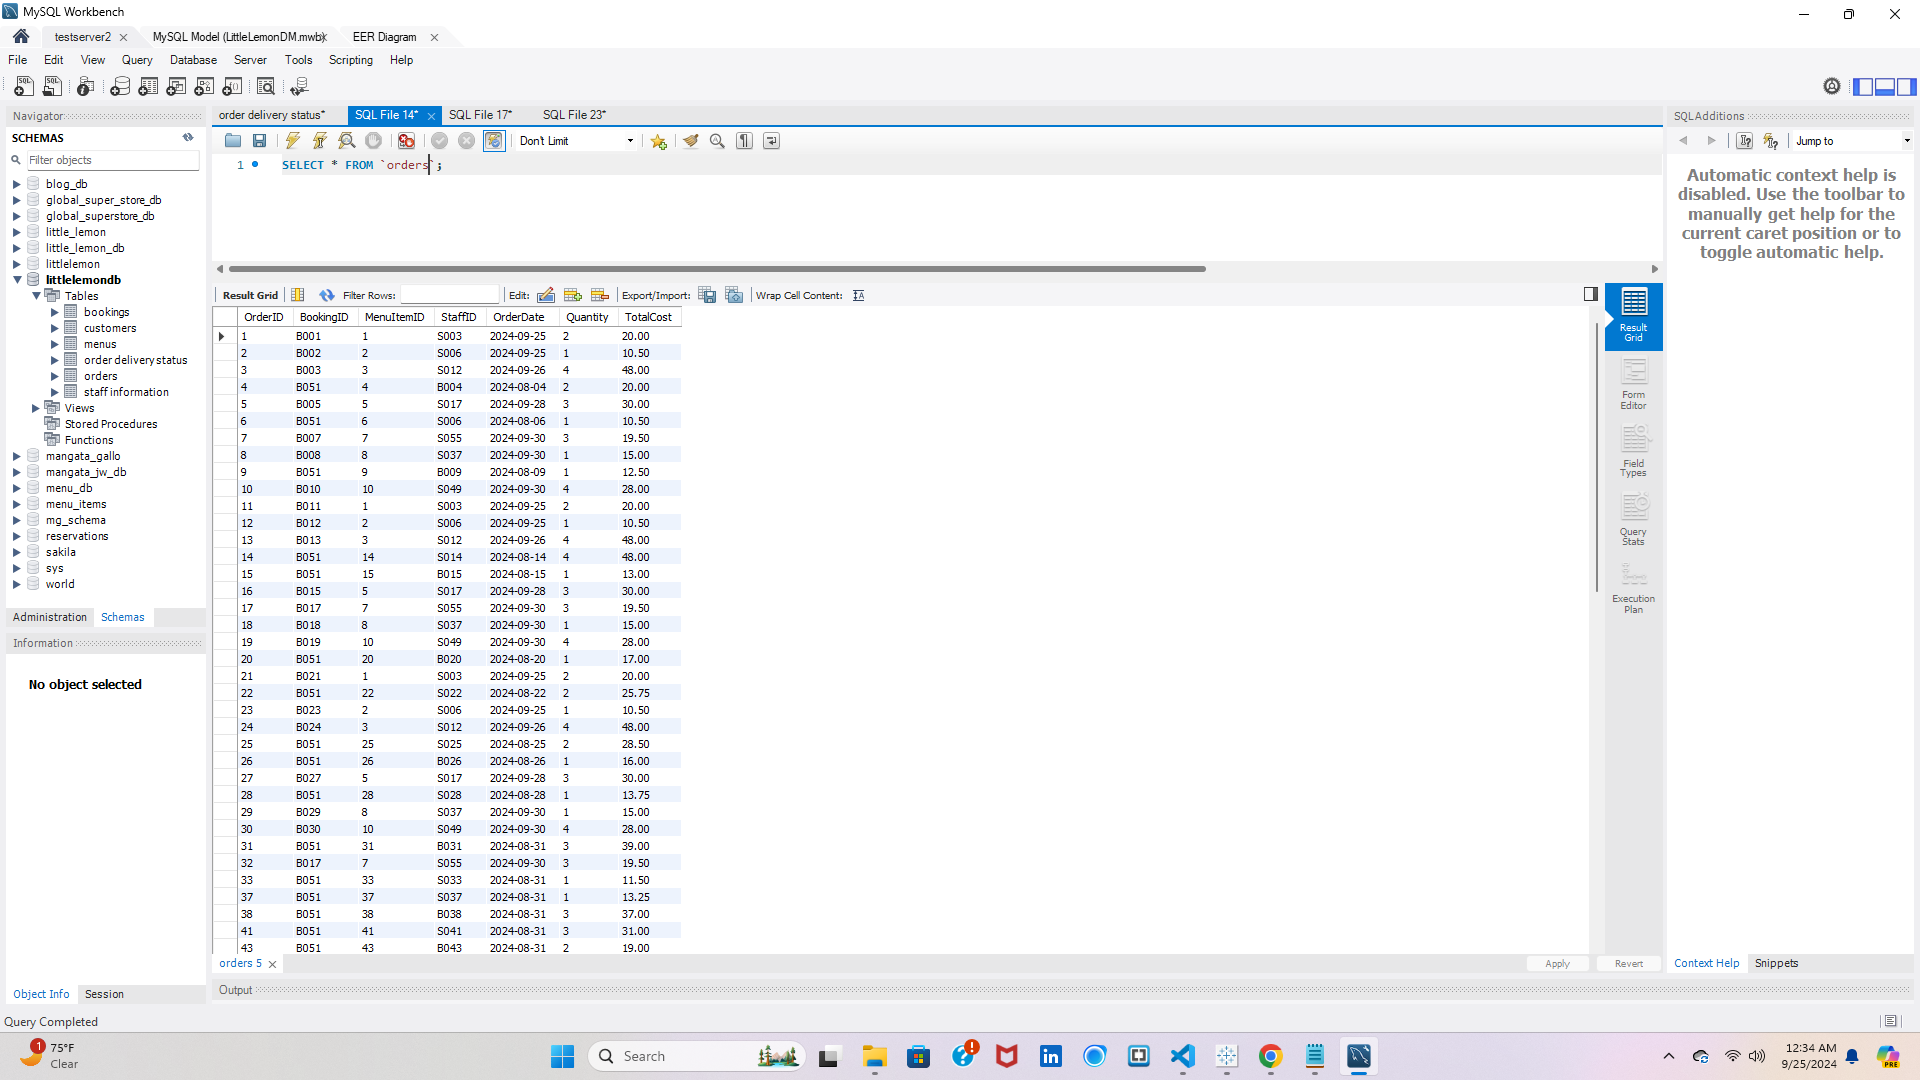 MySQL Workbench
testserver2
MySQL Model (LittleLemonDM.mwb)
EER Diagram
File Edit View Query Database Server Tools Scripting Help
Navigator
SCHEMAS
Filter objects
blog_db
global_super_store_db
global_superstore_db
little_lemon
little_lemon_db
littlelemon
littlelemondb
Tables
bookings
customers
menus
order delivery status
orders
staff information
Views
Stored Procedures
Functions
mangata_gallo
mangata_jw_db
menu_db
menu_items
mg_schema
reservations
sakila
sys
world
Administration Schemas
Information
No object selected
Object Info Session
order delivery status* SQL File 14* SQL File 17* SQL File 23*
Don't Limit
1 SELECT * FROM `orders`;
Result Grid Filter Rows: Edit: Export/Import: Wrap Cell Content:
OrderID BookingID MenuItemID StaffID OrderDate Quantity TotalCost
1 B001 1 S003 2024-09-25 2 20.00
2 B002 2 S006 2024-09-25 1 10.50
3 B003 3 S012 2024-09-26 4 48.00
4 B051 4 B004 2024-08-04 2 20.00
5 B005 5 S017 2024-09-28 3 30.00
6 B051 6 S006 2024-08-06 1 10.50
7 B007 7 S055 2024-09-30 3 19.50
8 B008 8 S037 2024-09-30 1 15.00
9 B051 9 B009 2024-08-09 1 12.50
10 B010 10 S049 2024-09-30 4 28.00
11 B011 1 S003 2024-09-25 2 20.00
12 B012 2 S006 2024-09-25 1 10.50
13 B013 3 S012 2024-09-26 4 48.00
14 B051 14 S014 2024-08-14 4 48.00
15 B051 15 B015 2024-08-15 1 13.00
16 B015 5 S017 2024-09-28 3 30.00
17 B017 7 S055 2024-09-30 3 19.50
18 B018 8 S037 2024-09-30 1 15.00
19 B019 10 S049 2024-09-30 4 28.00
20 B051 20 B020 2024-08-20 1 17.00
21 B021 1 S003 2024-09-25 2 20.00
22 B051 22 S022 2024-08-22 2 25.75
23 B023 2 S006 2024-09-25 1 10.50
24 B024 3 S012 2024-09-26 4 48.00
25 B051 25 S025 2024-08-25 2 28.50
26 B051 26 B026 2024-08-26 1 16.00
27 B027 5 S017 2024-09-28 3 30.00
28 B051 28 S028 2024-08-28 1 13.75
29 B029 8 S037 2024-09-30 1 15.00
30 B030 10 S049 2024-09-30 4 28.00
31 B051 31 B031 2024-08-31 3 39.00
32 B017 7 S055 2024-09-30 3 19.50
33 B051 33 S033 2024-08-31 1 11.50
37 B051 37 S037 2024-08-31 1 13.25
38 B051 38 B038 2024-08-31 3 37.00
41 B051 41 S041 2024-08-31 3 31.00
43 B051 43 B043 2024-08-31 2 19.00
orders 5
Apply Revert
Output
Result
Grid
Form
Editor
Field
Types
Query
Stats
Execution
Plan
SQLAdditions
Jump to
Automatic context help is
disabled. Use the toolbar to
manually get help for the
current caret position or to
toggle automatic help.
Context Help Snippets
Query Completed
1
75°F
Clear
Search
12:34 AM
9/25/2024
PRE